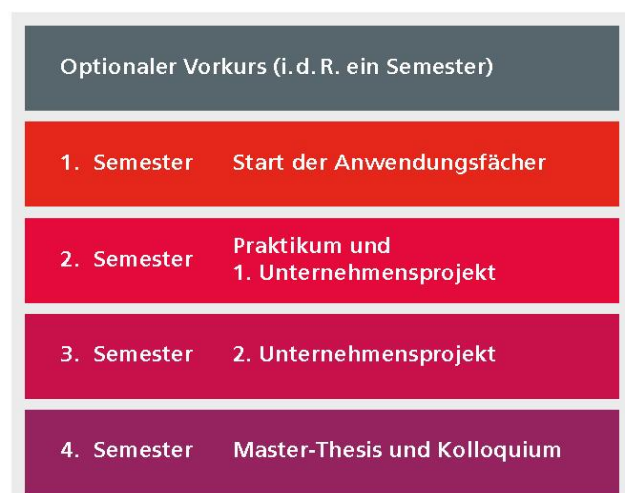 Optionaler Vorkurs (i. d. R. ein Semester)
1. Semester Start der Anwendungsfächer
2. Semester Praktikum und
1. Unternehmensprojekt
3. Semester 2. Unternehmensprojekt
4. Semester Master-Thesis und Kolloquium